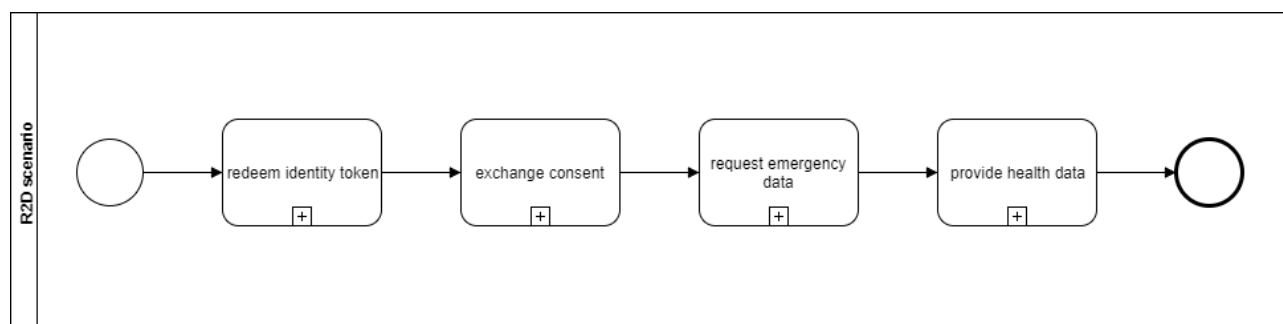 R2D scenario
redeem identity token
exchange consent
request emergency
data
provide health data